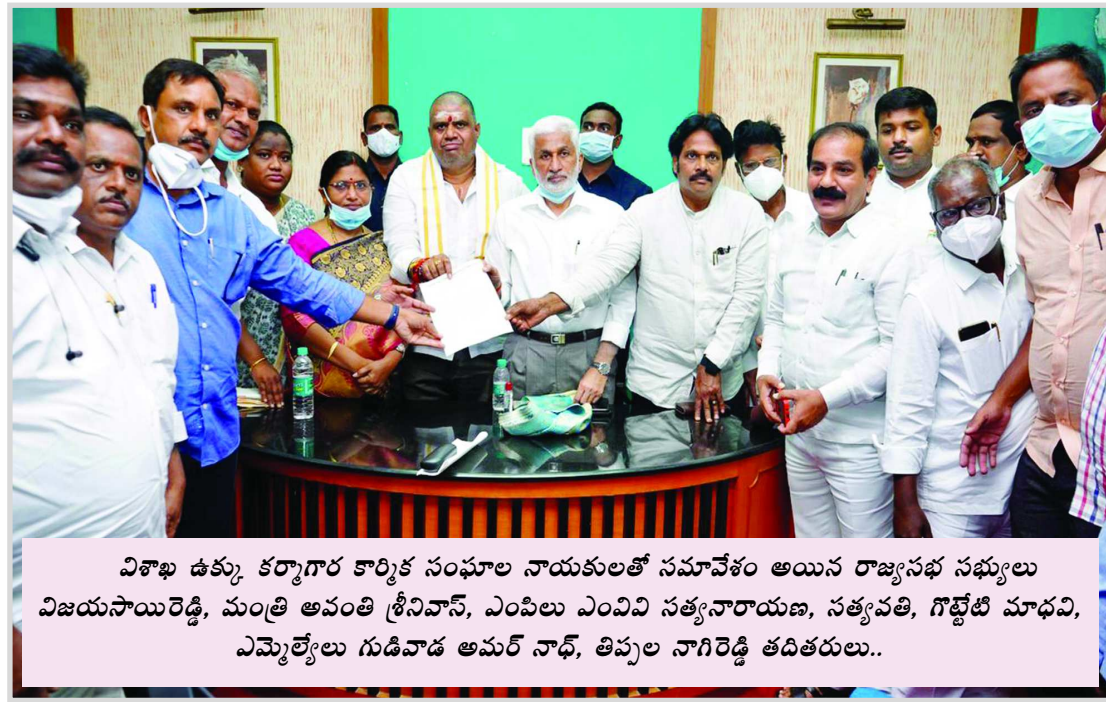 విశాఖ ఉక్కు కర్మాగార కార్మిక సంఘాల నాయకులతో సమావేశం అయిన రాజ్యసభ సభ్యులు
విజయసాయిరెడ్డి, మంత్రి అవంతి శ్రీనివాస్, ఎంపిలు ఎంవివి సత్యనారాయణ, సత్యవతి, గొట్టేటి మాధవి,
ఎమ్మెల్యేలు గుడివాడ అమర్ నాధ్, తిప్పల నాగిరెడ్డి తదితరులు..